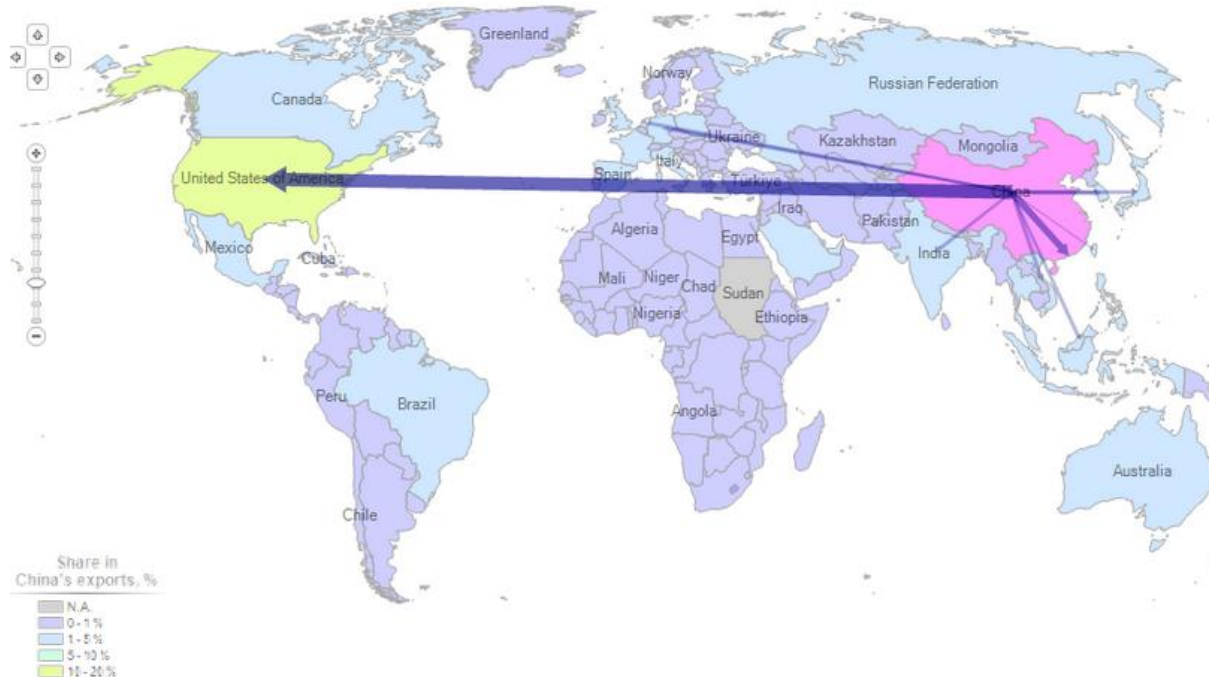 Greenland
Norway
Russian Federation
Canada
Ukraine
Kazakhstan
Mongolia
Italy
United States of America
Spain
Türkiye
China
Iraq
Pakistan
Mexico
Algeria
Egypt
India
Cuba
Mali
Niger
Chad
Sudan
Nigeria
Ethiopia
Peru
Brazil
Angola
Australia
Chile
Share in
China's exports, %
N.A.
0 - 1 %
1 - 5 %
5 - 10 %
10 - 20 %